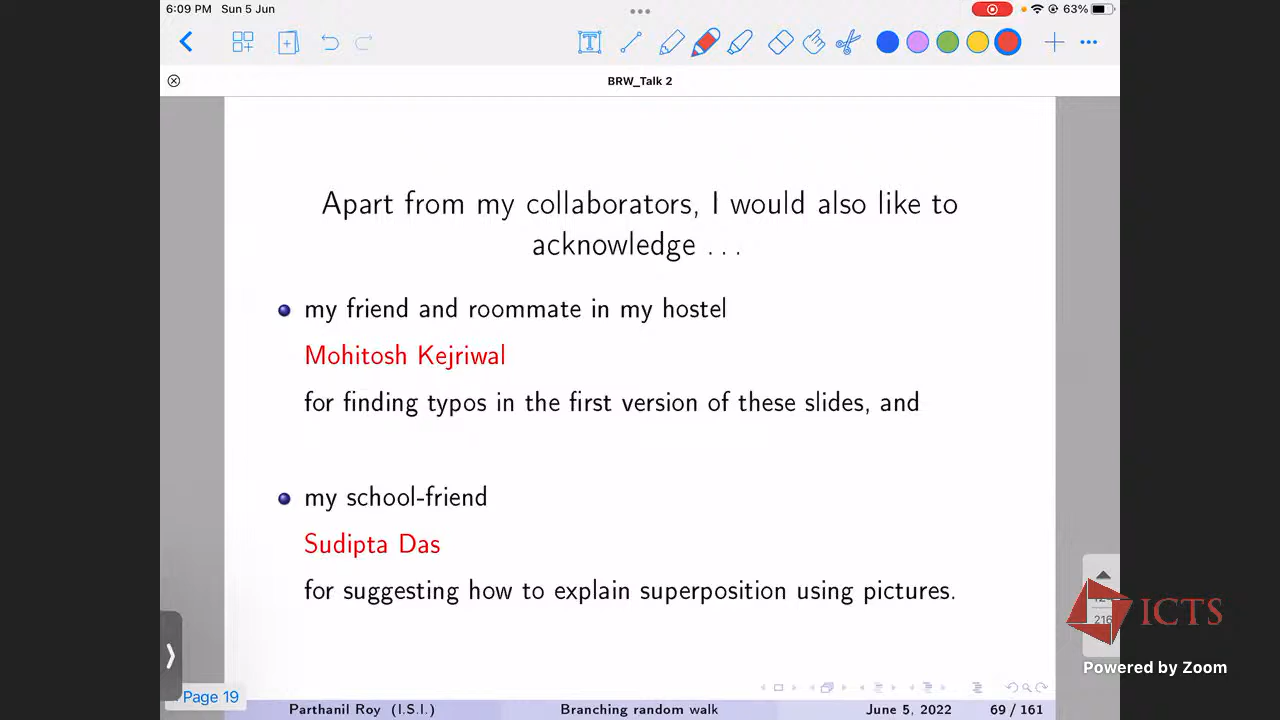 6:09 PM Sun 5 Jun
63%
BRW_Talk 2
Apart from my collaborators, I would also like to
acknowledge . . .
my friend and roommate in my hostel
Mohitosh Kejriwal
for finding typos in the first version of these slides, and
my school-friend
Sudipta Das
for suggesting how to explain superposition using pictures.
216
ICTS
Powered by Zoom
Page 19
Parthanil Roy (I.S.I.) Branching random walk June 5, 2022 69 / 161